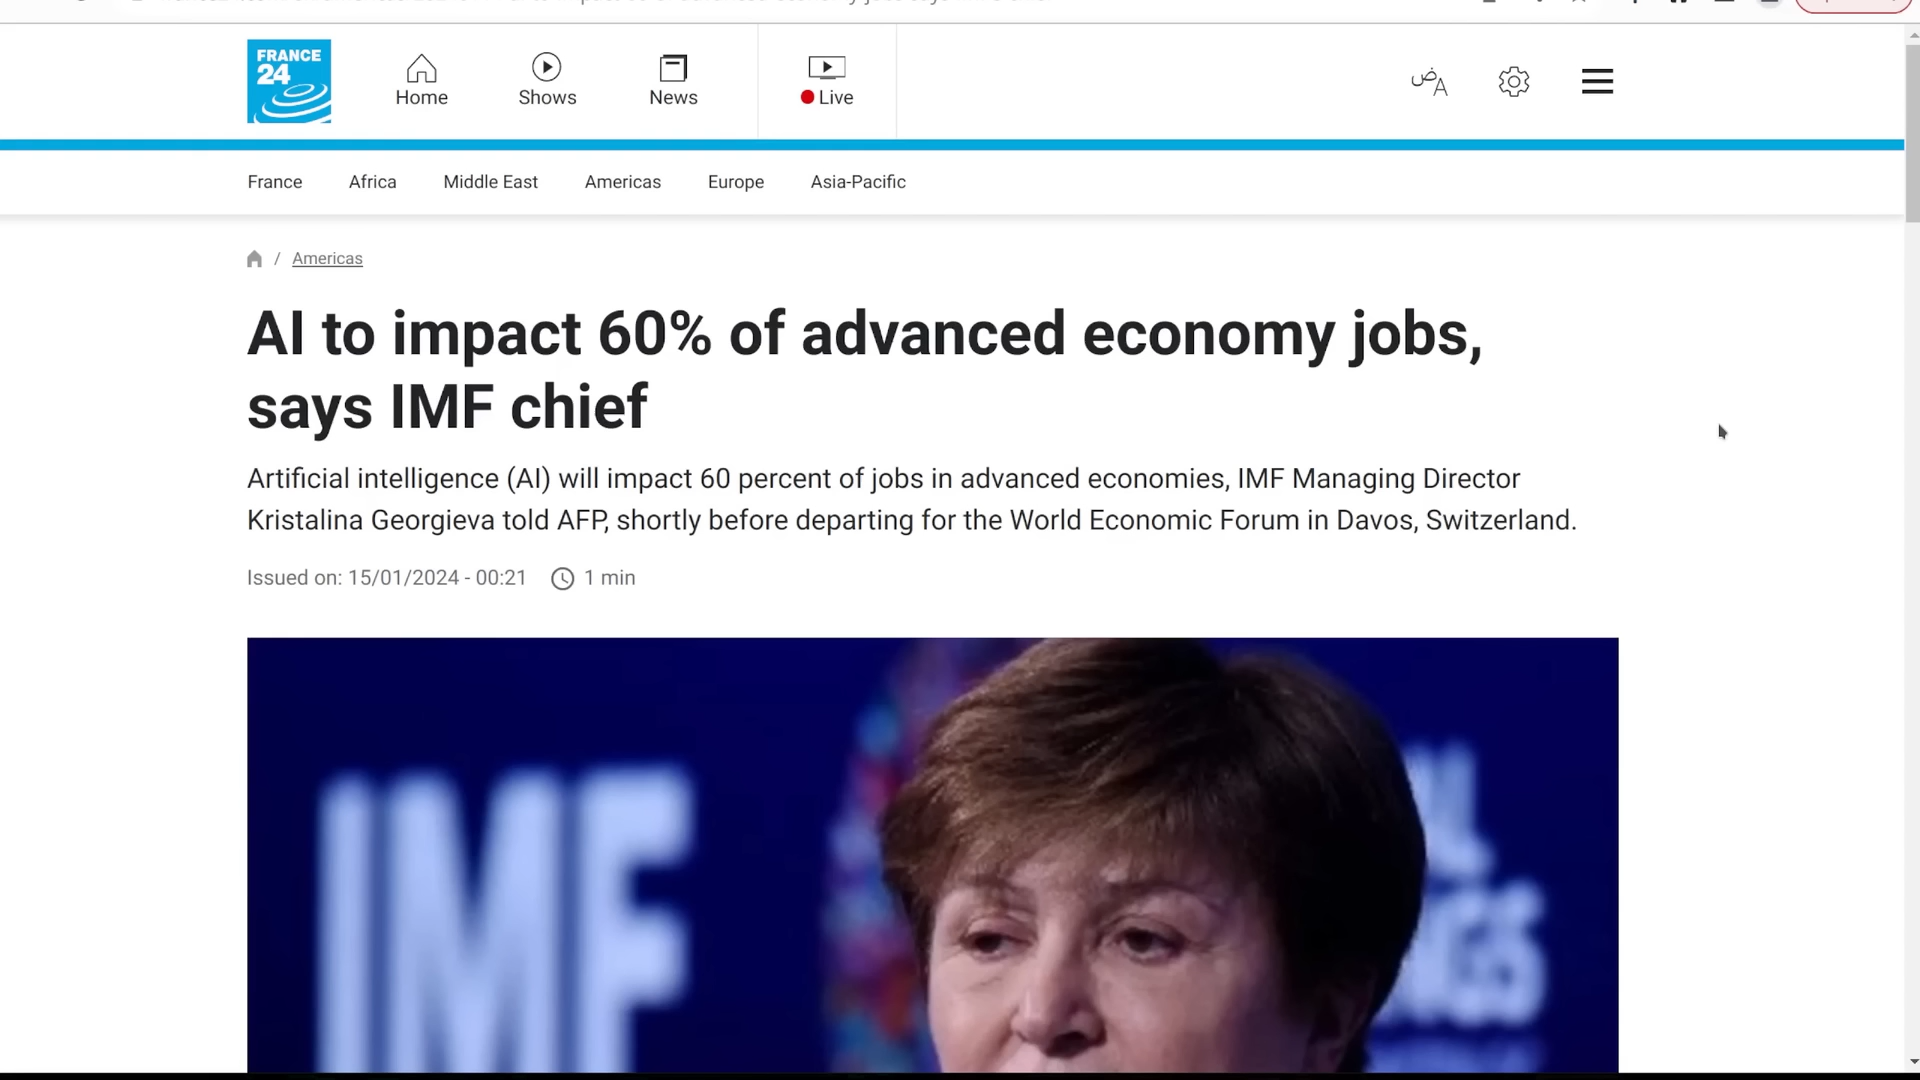 FRANCE
24
Home
Shows
News
Live
France
Africa
Middle East
Americas
Europe
Asia-Pacific
/ Americas
AI to impact 60% of advanced economy jobs,
says IMF chief
Artificial intelligence (AI) will impact 60 percent of jobs in advanced economies, IMF Managing Director
Kristalina Georgieva told AFP, shortly before departing for the World Economic Forum in Davos, Switzerland.
Issued on: 15/01/2024 - 00:21
1 min
IMF